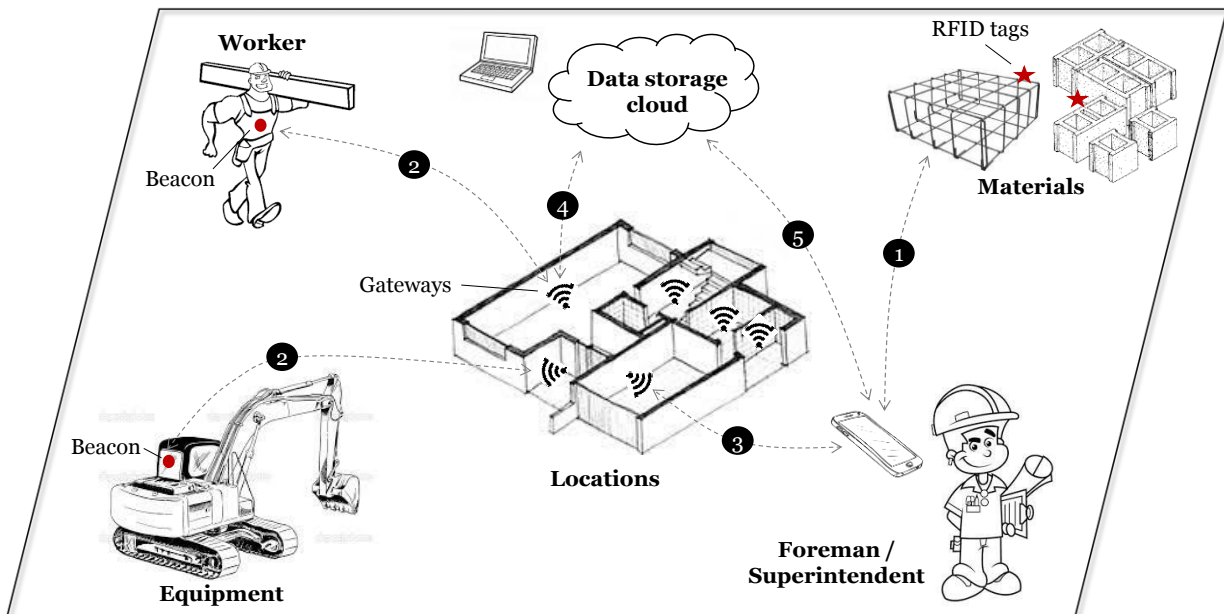 Worker
Beacon
Data storage
cloud
RFID tags
Materials
2
4
5
1
Gateways
2
Beacon
3
Locations
Equipment
Foreman /
Superintendent